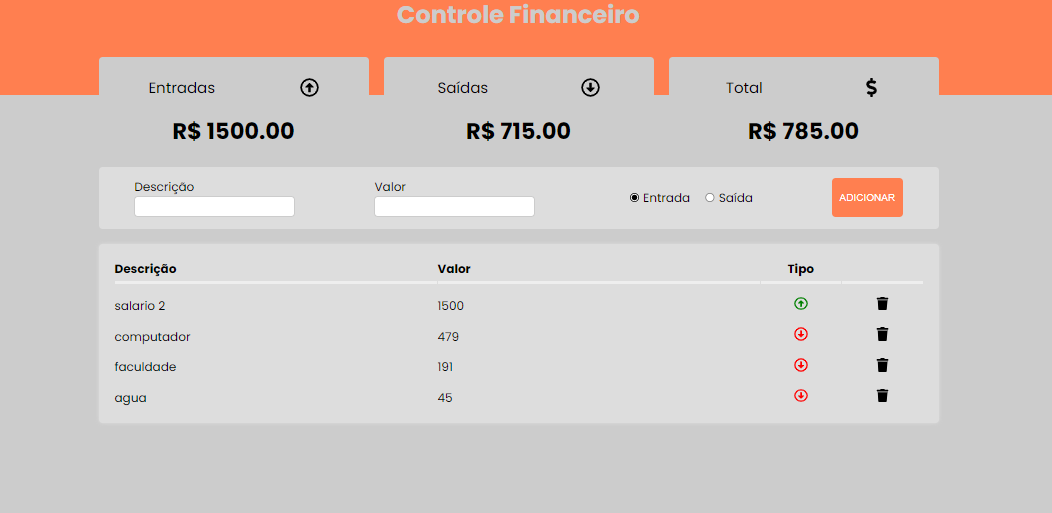 Controle Financeiro
Entradas Saídas Total $
R$ 1500.00 R$ 715.00 R$ 785.00
Descrição Valor
Entrada Saída ADICIONAR
Descrição Valor Tipo
salario 2 1500
computador 479
faculdade 191
agua 45